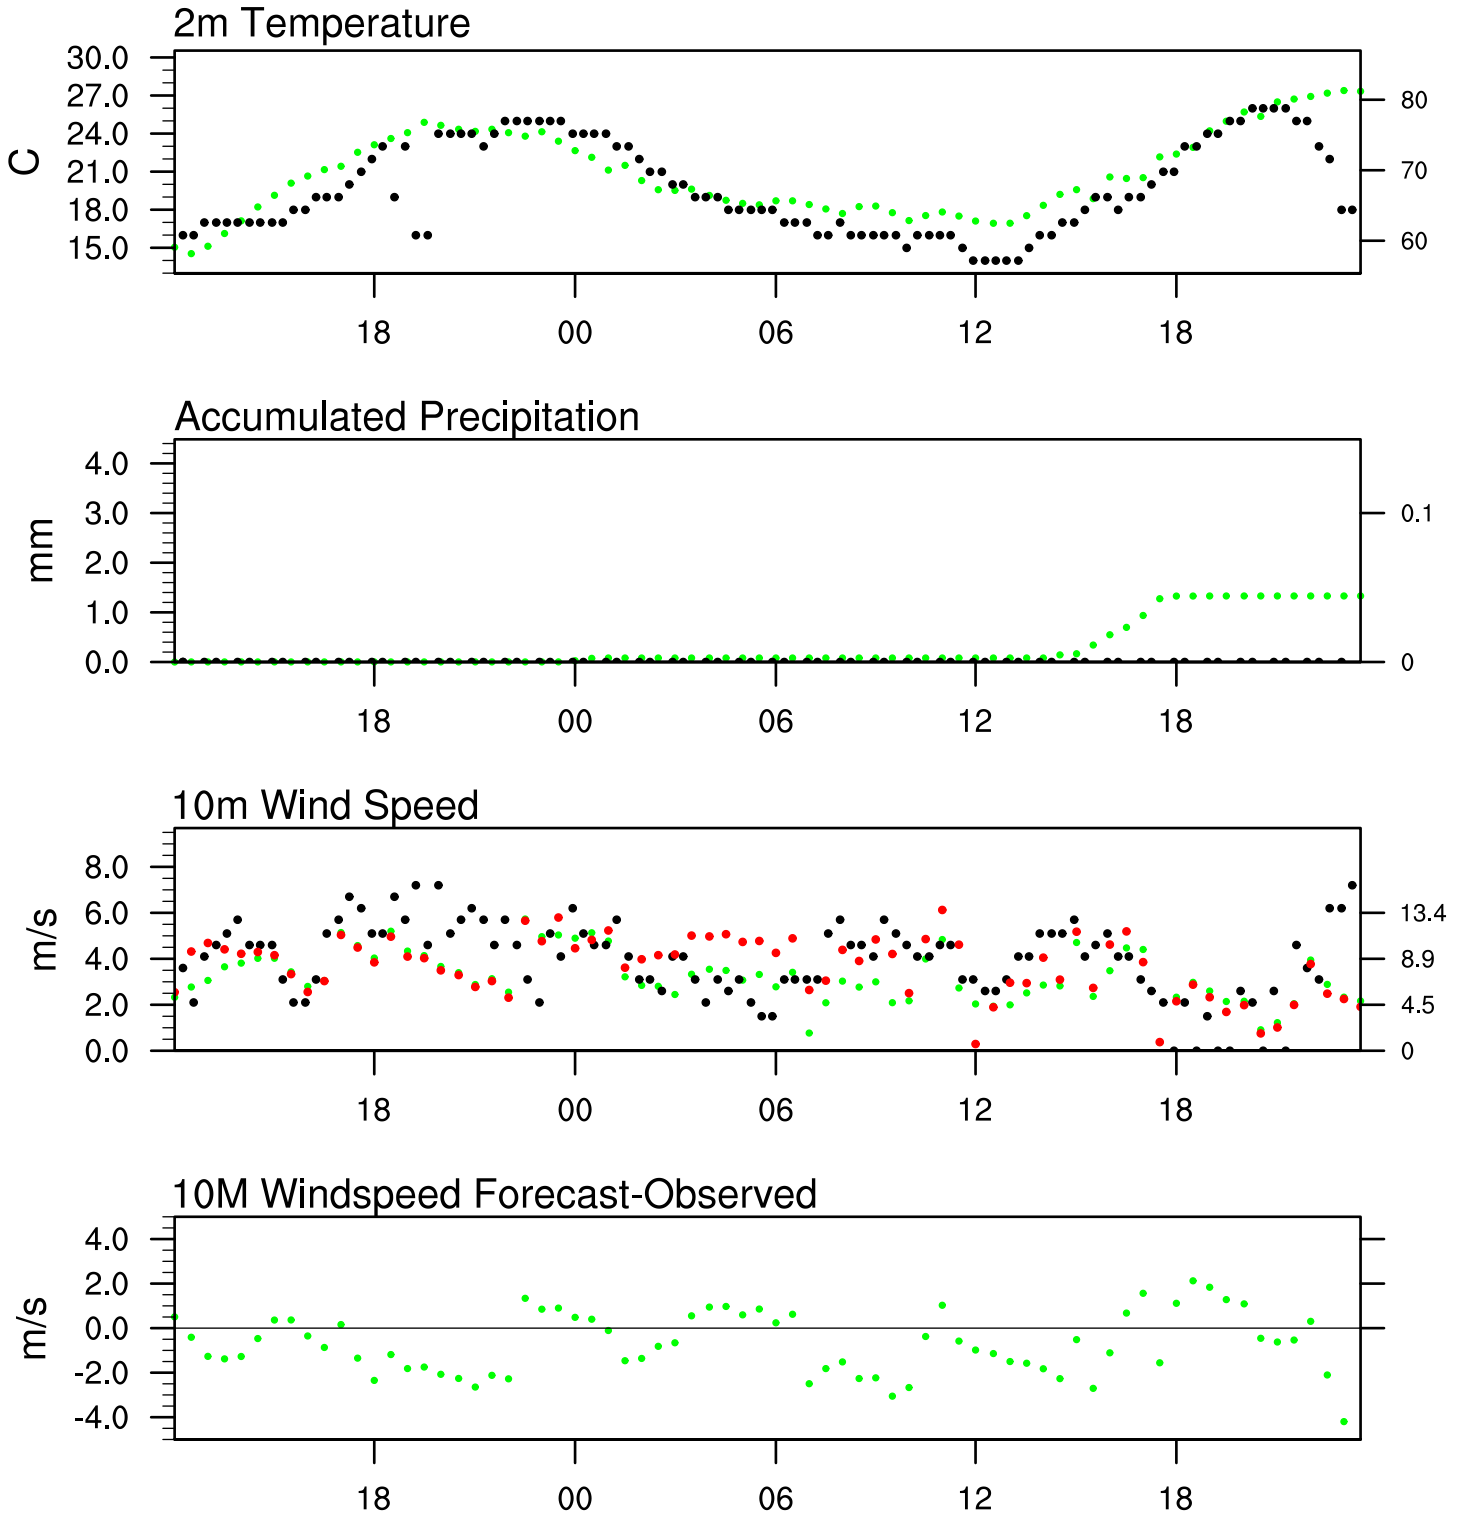 2m Temperature
30.0
27.0
24.0
21.0
18.0
15.0
C
80
70
60
18 00 06 12 18
Accumulated Precipitation
4.0
3.0
2.0
1.0
0.0
mm
0.1
0
18 00 06 12 18
10m Wind Speed
8.0
6.0
4.0
2.0
0.0
m/s
13.4
8.9
4.5
0
18 00 06 12 18
10M Windspeed Forecast-Observed
4.0
2.0
0.0
-2.0
-4.0
m/s
18 00 06 12 18